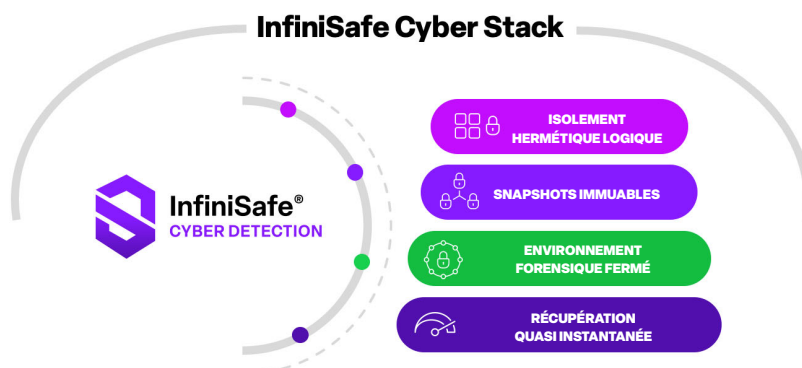 InfiniSafe Cyber Stack
InfiniSafe®
CYBER DETECTION
ISOLEMENT
HERMÉTIQUE LOGIQUE
SNAPSHOTS IMMUABLES
ENVIRONNEMENT
FORENSIQUE FERMÉ
RÉCUPÉRATION
QUASI INSTANTANÉE